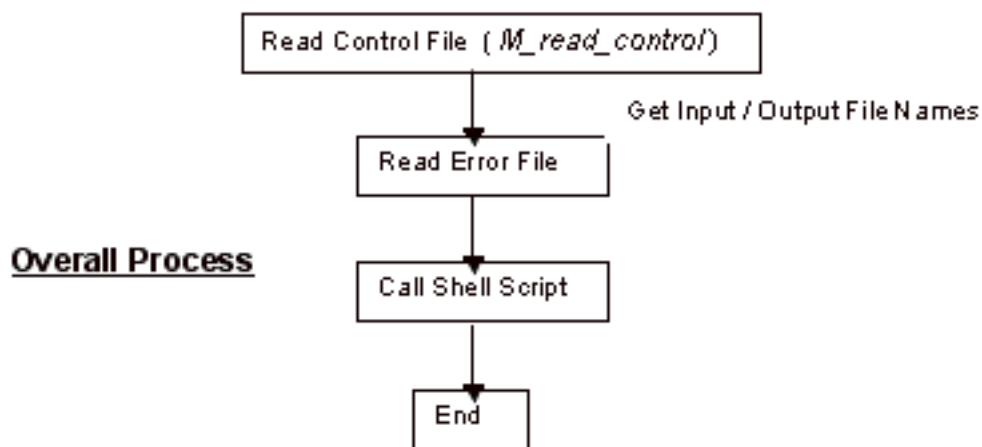 Read Control File ( M_read_control)
Get Input / Output File Names
Read Error File
Overall Process
Call Shell Script
End